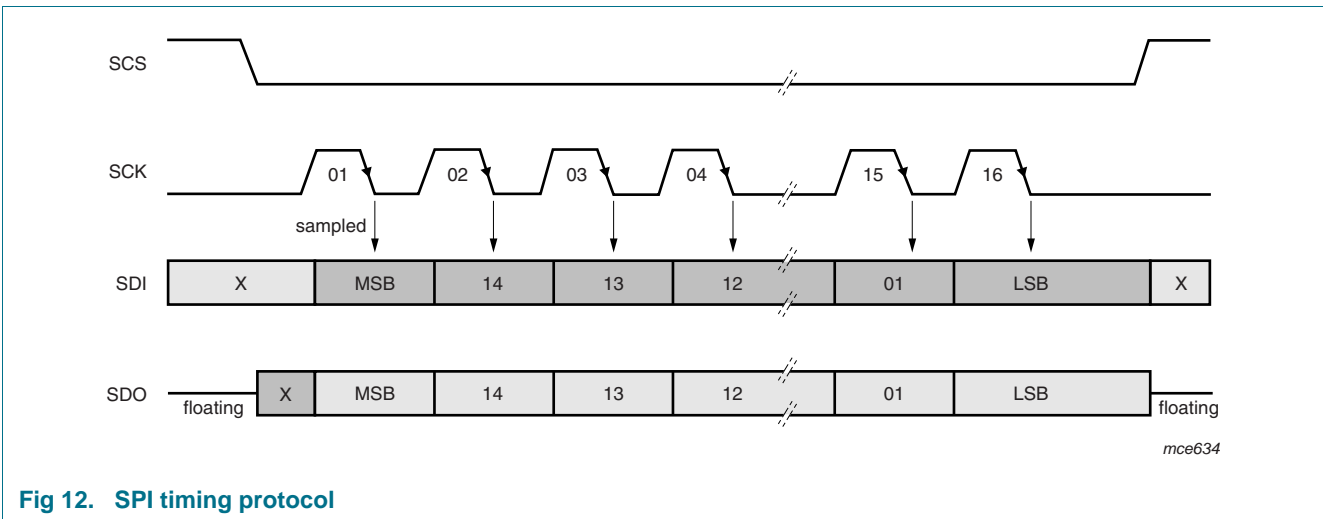 SCS
SCK
01 02 03 04 15 16
sampled
SDI
X MSB 14 13 12 01 LSB X
SDO
floating
X MSB 14 13 12 01 LSB
floating
mce634
Fig 12. SPI timing protocol